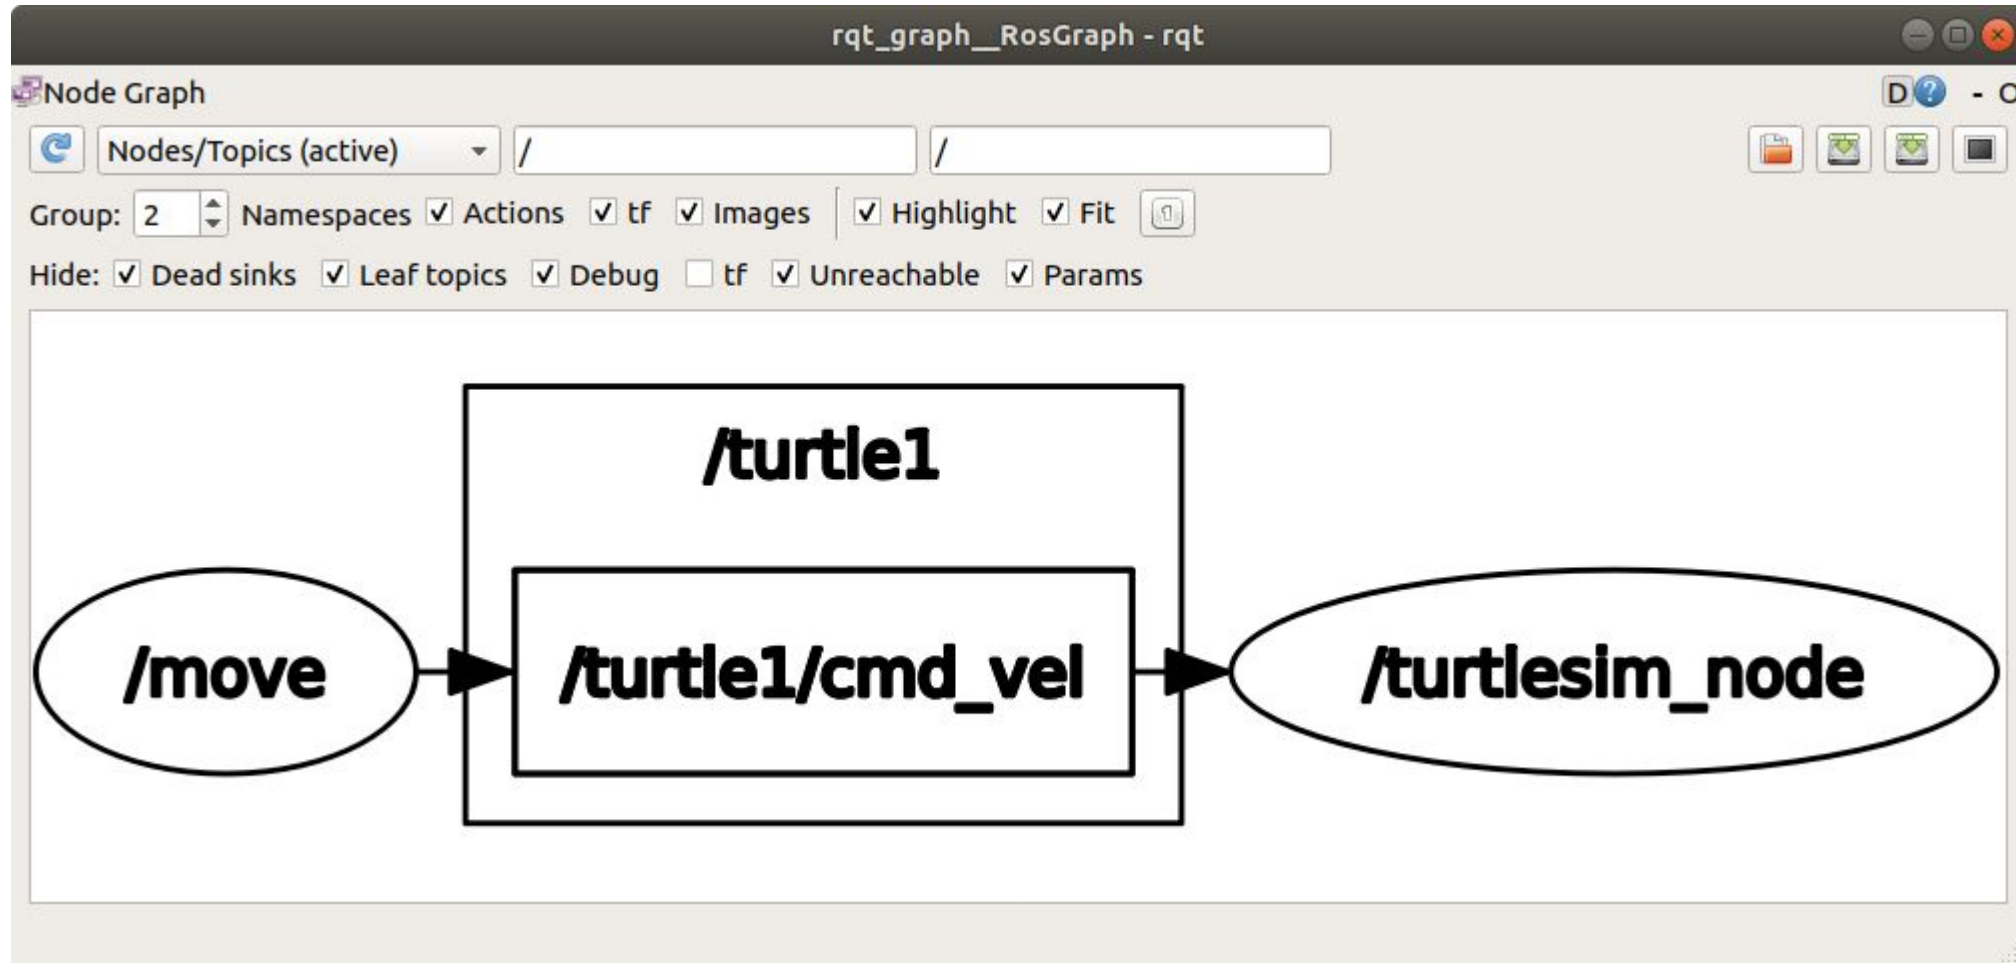 rqt_graph__RosGraph - rqt
Node Graph
D ? - O
Nodes/Topics (active) / /
Group: 2 Namespaces Actions tf Images Highlight Fit
Hide: Dead sinks Leaf topics Debug tf Unreachable Params
/turtle1
/move /turtle1/cmd_vel /turtlesim_node